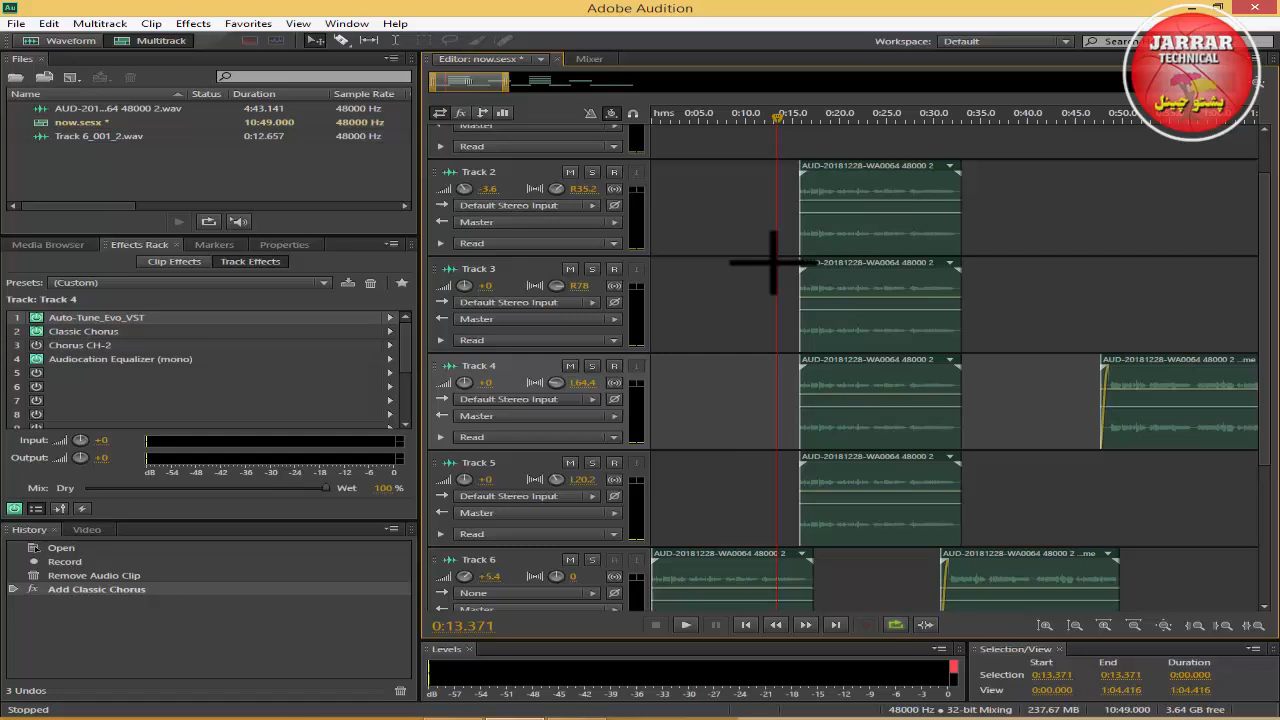 Au
Adobe Audition
File Edit Multitrack Clip Effects Favorites View Window Help
Waveform Multitrack
Workspace: Default
JARRAR
TECHNICAL
پشتو چینل
Files
Name Status Duration Sample Rate
AUD-201...64 48000 2.wav 4:43.141 48000 Hz
now.sesx * 10:49.000 48000 Hz
Track 6_001_2.wav 0:12.657 48000 Hz
Media Browser Effects Rack Markers Properties
Clip Effects Track Effects
Presets: (Custom)
Track: Track 4
1 Auto-Tune_Evo_VST
2 Classic Chorus
3 Chorus CH-2
4 Audiocation Equalizer (mono)
5
6
7
8
Input: +0
Output: +0
dB -54 -48 -42 -36 -30 -24 -18 -12 -6 0
Mix: Dry Wet 100 %
History Video
Open
Record
Remove Audio Clip
Add Classic Chorus
3 Undos
Stopped
Editor: now.sesx * Mixer
hms 0:05.0 0:10.0 0:15.0 0:20.0 0:25.0 0:30.0 0:35.0 0:40.0 0:45.0
Master
Read
Track 2 M S R I
-3.6 R35.2
Default Stereo Input
Master
Read
AUD-20181228-WA0064 48000 2
Track 3 M S R I
+0 R78
Default Stereo Input
Master
Read
-20181228-WA0064 48000 2
Track 4 M S R I
+0 L64.4
Default Stereo Input
Master
Read
AUD-20181228-WA0064 48000 2
AUD-20181228-WA0064 48000 2 ...me
Track 5 M S R I
+0 L20.2
Default Stereo Input
Master
Read
AUD-20181228-WA0064 48000 2
Track 6 M S R I
+5.4 0
None
Master
AUD-20181228-WA0064 48000 2
AUD-20181228-WA0064 48000 2 ...me
0:13.371
Levels
dB -57 -54 -51 -48 -45 -42 -39 -36 -33 -30 -27 -24 -21 -18 -15 -12 -9 -6 -3 0
Selection/View
Start End Duration
Selection 0:13.371 0:13.371 0:00.000
View 0:00.000 1:04.416 1:04.416
48000 Hz ● 32-bit Mixing 237.67 MB 10:49.000 3.64 GB free